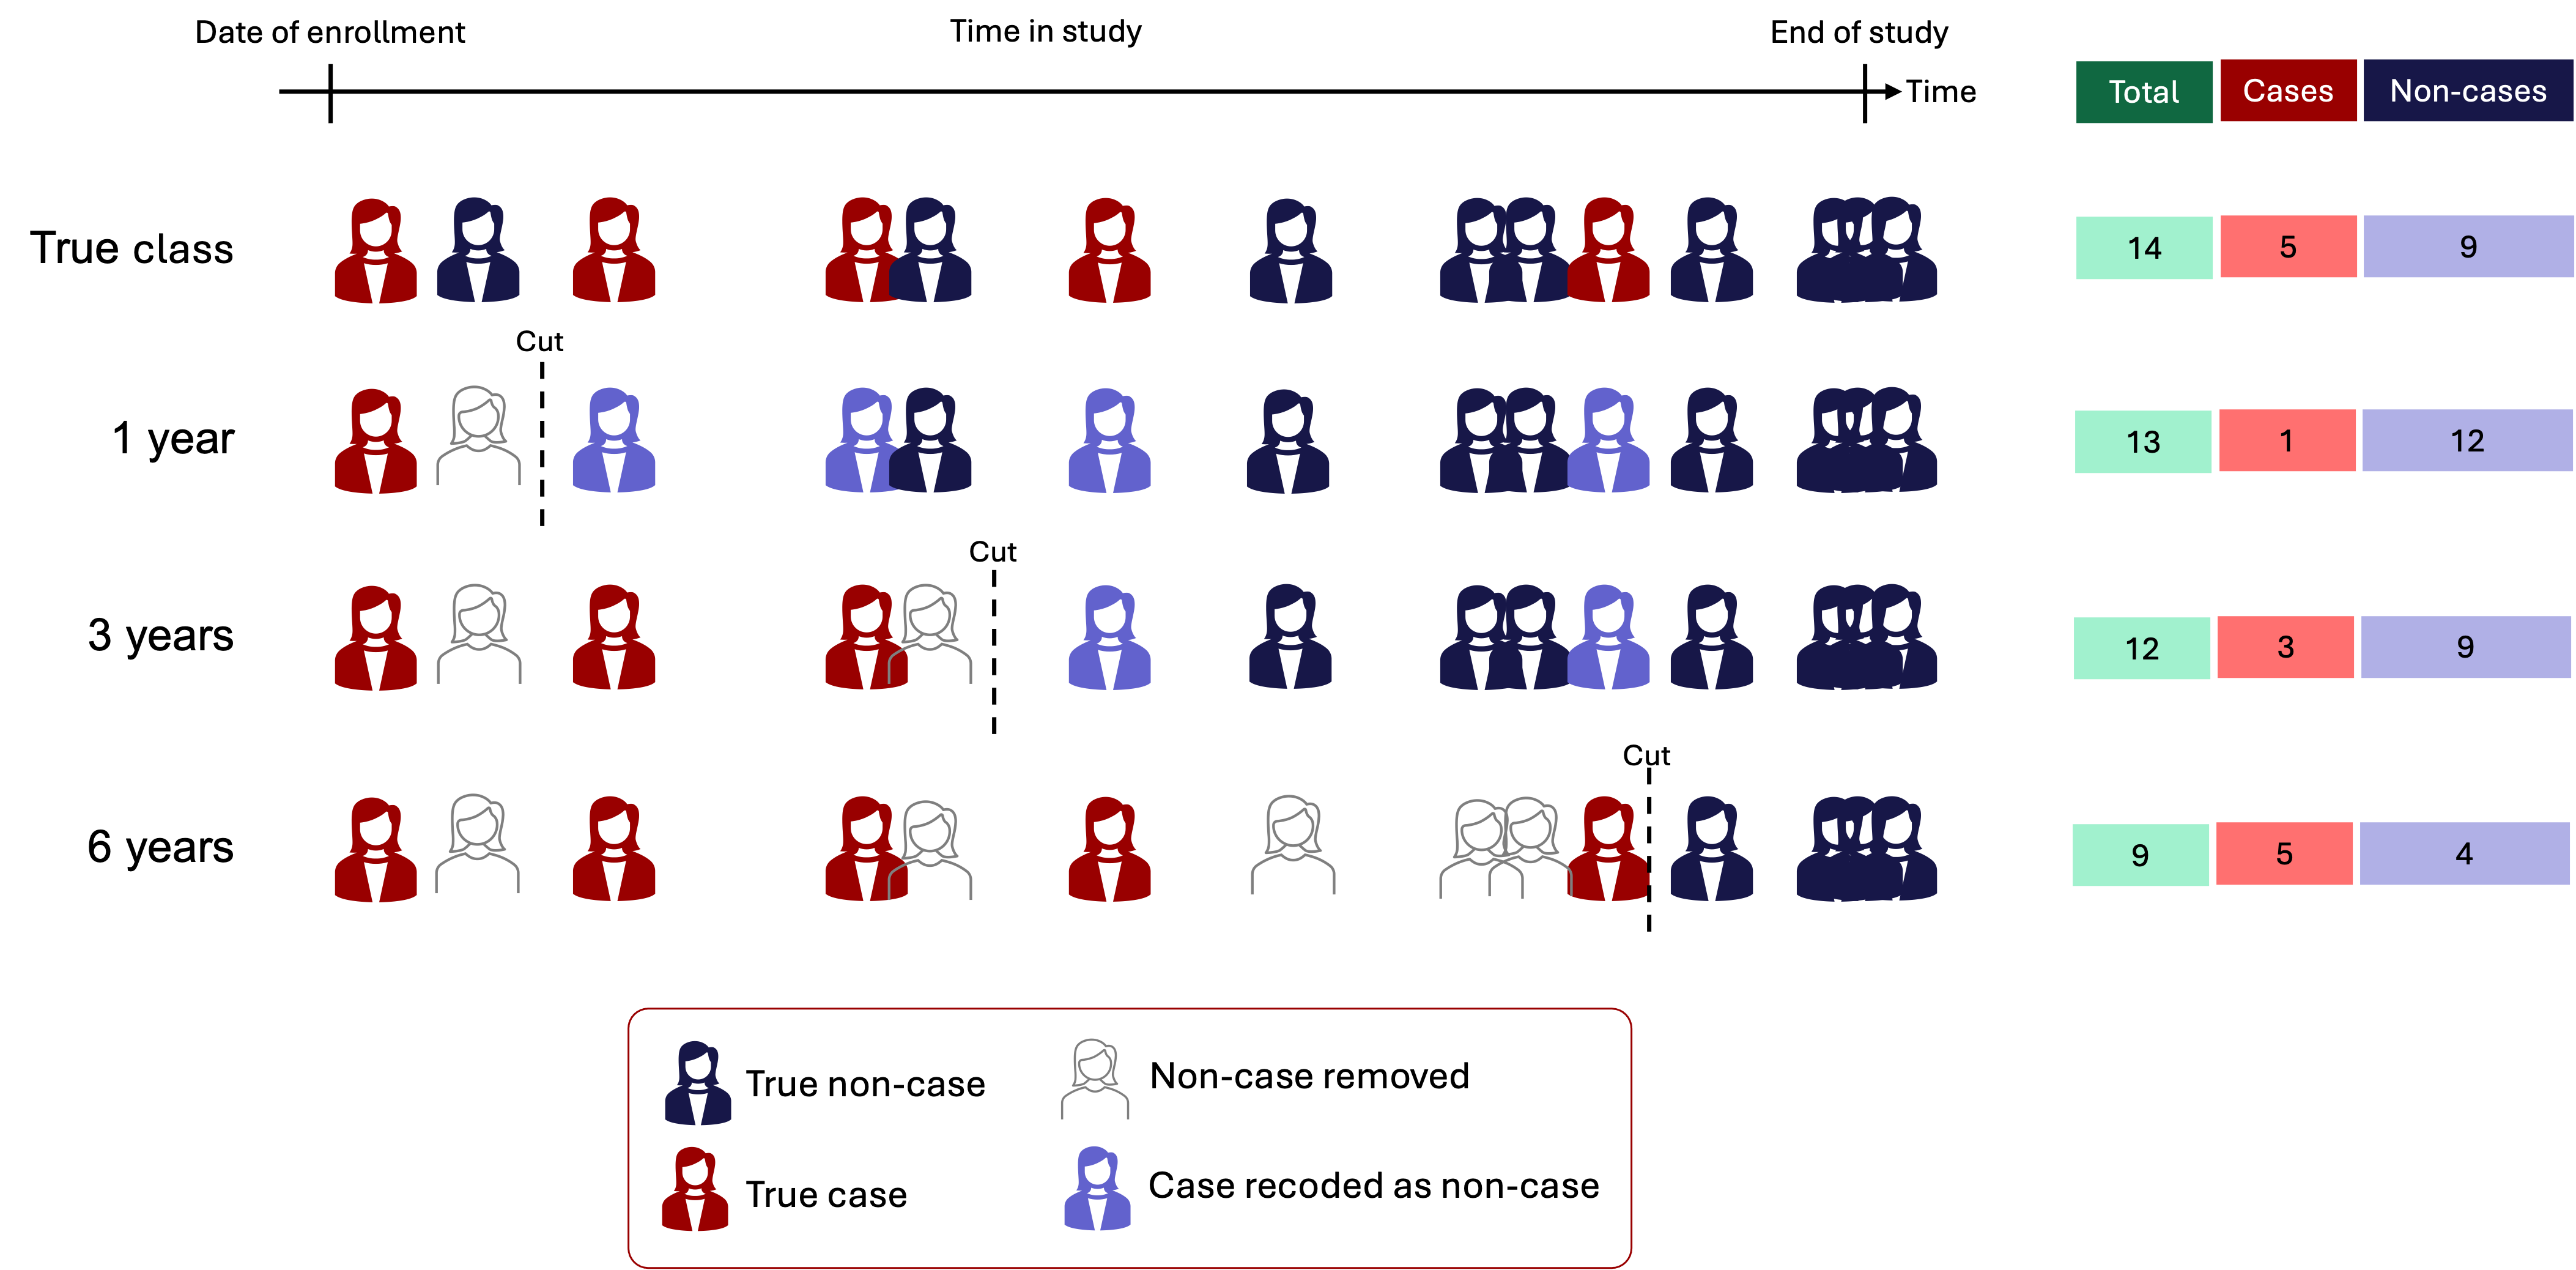 Date of enrollment
Time in study
End of study
Time
Total
Cases
Non-cases
True class
14
5
9
Cut
1 year
13
1
12
Cut
3 years
12
3
9
Cut
6 years
9
5
4
True non-case
Non-case removed
True case
Case recoded as non-case